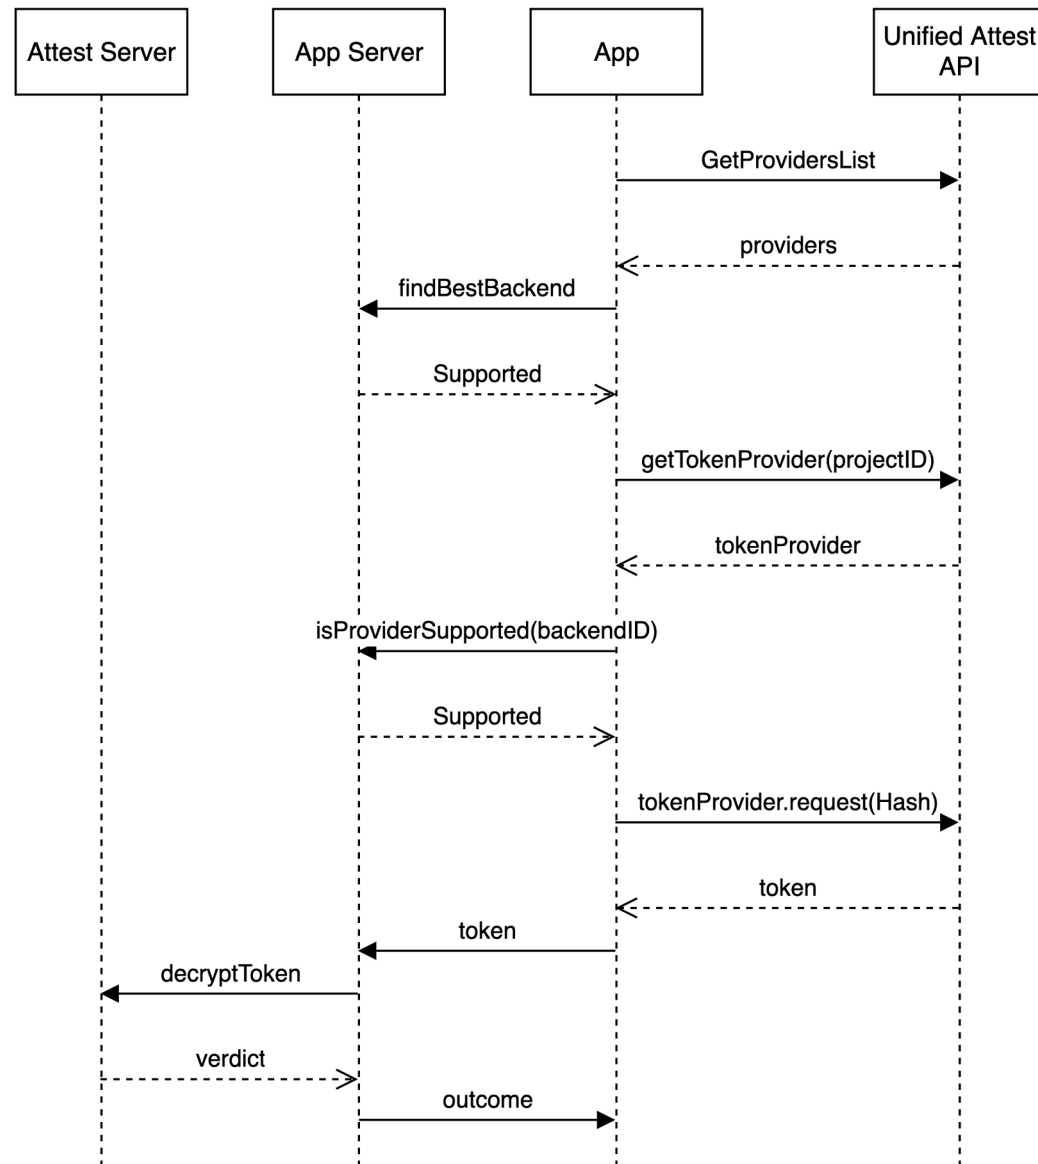 Attest Server
App Server
App
Unified Attest
API
GetProvidersList
providers
findBestBackend
Supported
getTokenProvider(projectID)
tokenProvider
isProviderSupported(backendID)
Supported
tokenProvider.request(Hash)
token
token
decryptToken
verdict
outcome